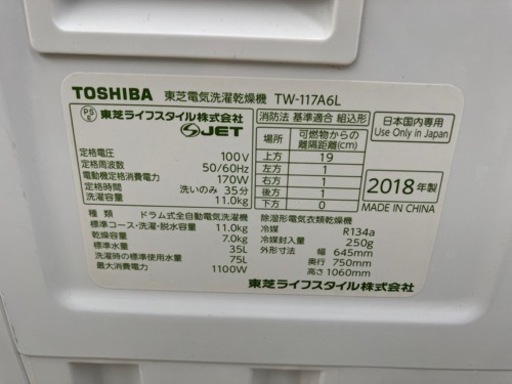 TOSHIBA 東芝電気洗濯乾燥機 TW-117A6L
PS E 東芝ライフスタイル株式会社
S JET
定格電圧 100V
定格周波数 50/60Hz
電動機定格消費電力 170W
定格時間 洗いのみ 35分
洗濯容量 11.0kg
消防法 基準適合 組込形
場所 可燃物からの離隔距離(cm)
上方 19
左方 1
右方 1
後方 1
下方 0
日本国内専用
Use Only in Japan
2018年製
MADE IN CHINA
種類 ドラム式全自動電気洗濯機
標準コース・洗濯・脱水容量 11.0kg
乾燥容量 7.0kg
標準水量 35L
洗濯時の標準使用水量 75L
最大消費電力 1100W
除湿形電気衣類乾燥機
冷媒 R134a
冷媒封入量 250g
外形寸法 幅 645mm
奥行 750mm
高さ 1060mm
東芝ライフスタイル株式会社